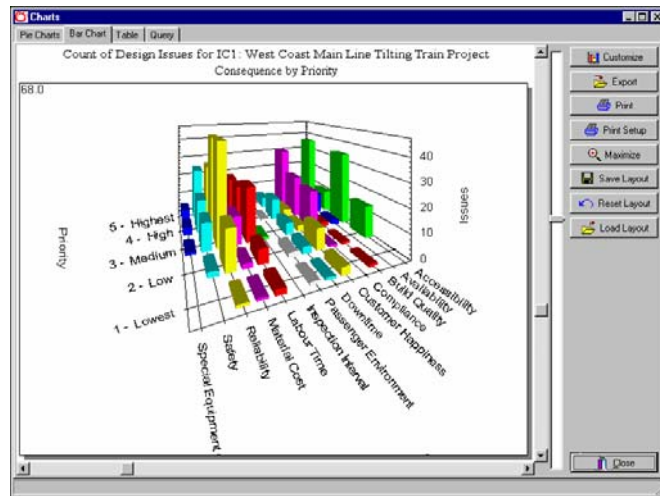 Charts
Pie Charts
Bar Chart
Table
Query
Count of Design Issues for IC1: West Coast Main Line Tilting Train Project
Consequence by Priority
68.0
Customize
Export
Print
Print Setup
Maximize
Save Layout
Reset Layout
Load Layout
40
30
20
10
0
Issues
Priority
5 - Highest
4 - High
3 - Medium
2 - Low
1 - Lowest
Special Equipment
Safety
Reliability
Material Cost
Labour Time
Inspection Interval
Passenger Environment
Downtime
Customer Happiness
Compliance
Build Quality
Availability
Accessibility
Close